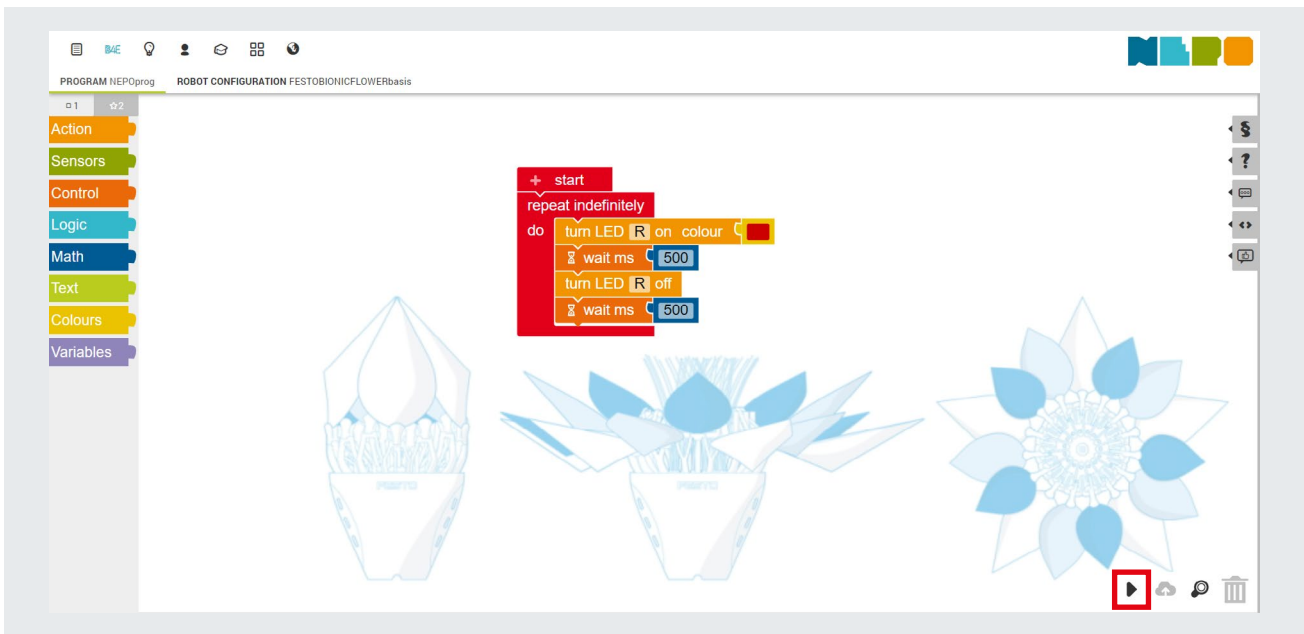 B4E
PROGRAM NEPOprog ROBOT CONFIGURATION FESTOBIONICFLOWERbasis
1 2
Action
Sensors
Control
Logic
Math
Text
Colours
Variables
+ start
repeat indefinitely
do turn LED R on colour
wait ms 500
turn LED R off
wait ms 500
FESTO
FESTO
§
?